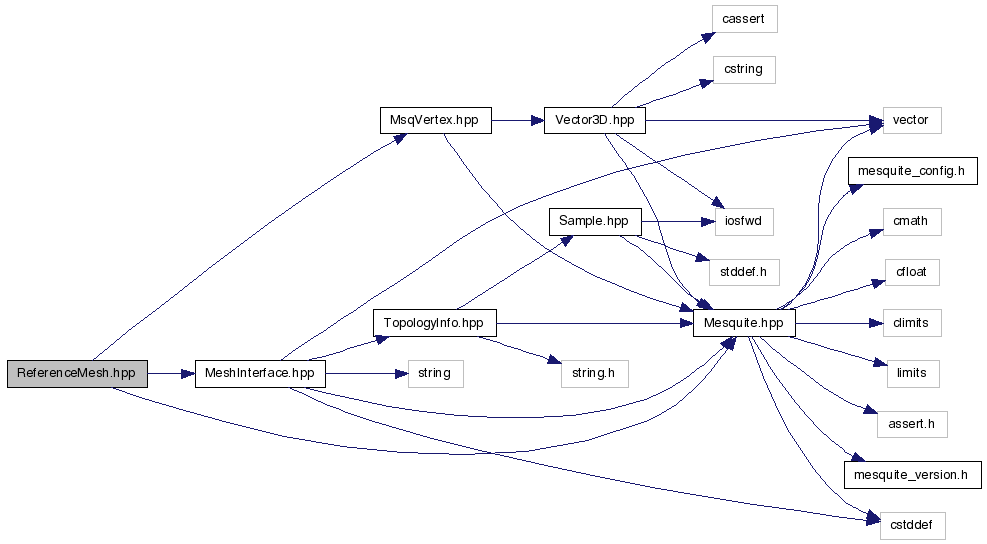 cassert
cstring
MsqVertex.hpp
Vector3D.hpp
vector
mesquite_config.h
Sample.hpp
iosfwd
cmath
stddef.h
cfloat
TopologyInfo.hpp
Mesquite.hpp
climits
ReferenceMesh.hpp
MeshInterface.hpp
string
string.h
limits
assert.h
mesquite_version.h
cstddef